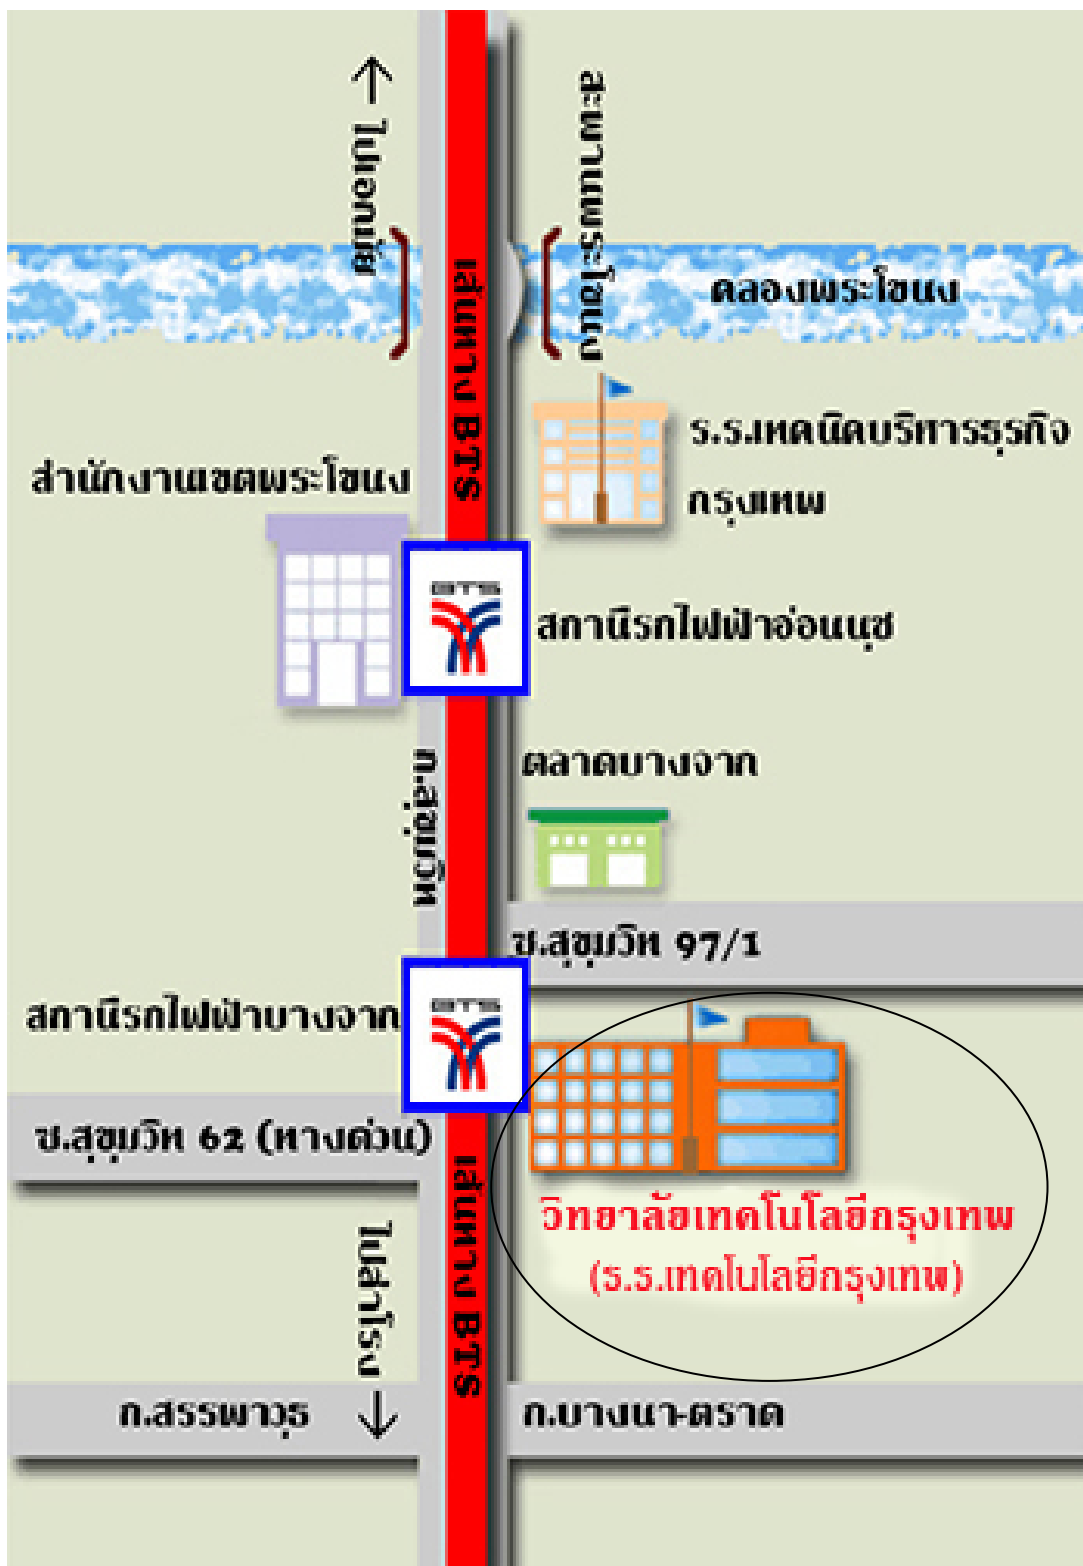 ไปเอกมัย
สะพานพระโขนง
คลองพระโขนง
เส้นทาง BTS
ร.ร.เทคนิคบริหารธุรกิจ
กรุงเทพ
สำนักงานเขตพระโขนง
BTS
สถานีรถไฟฟ้าอ่อนนุช
ตลาดบางจาก
ถ.สุขุมวิท
ซ.สุขุมวิท 97/1
สถานีรถไฟฟ้าบางจาก
BTS
ซ.สุขุมวิท 62 (ทางด่วน)
เส้นทาง BTS
วิทยาลัยเทคโนโลยีกรุงเทพ
(ร.ร.เทคโนโลยีกรุงเทพ)
ไปสำโรง
ถ.สรรพาวุธ
ถ.บางนา-ตราด